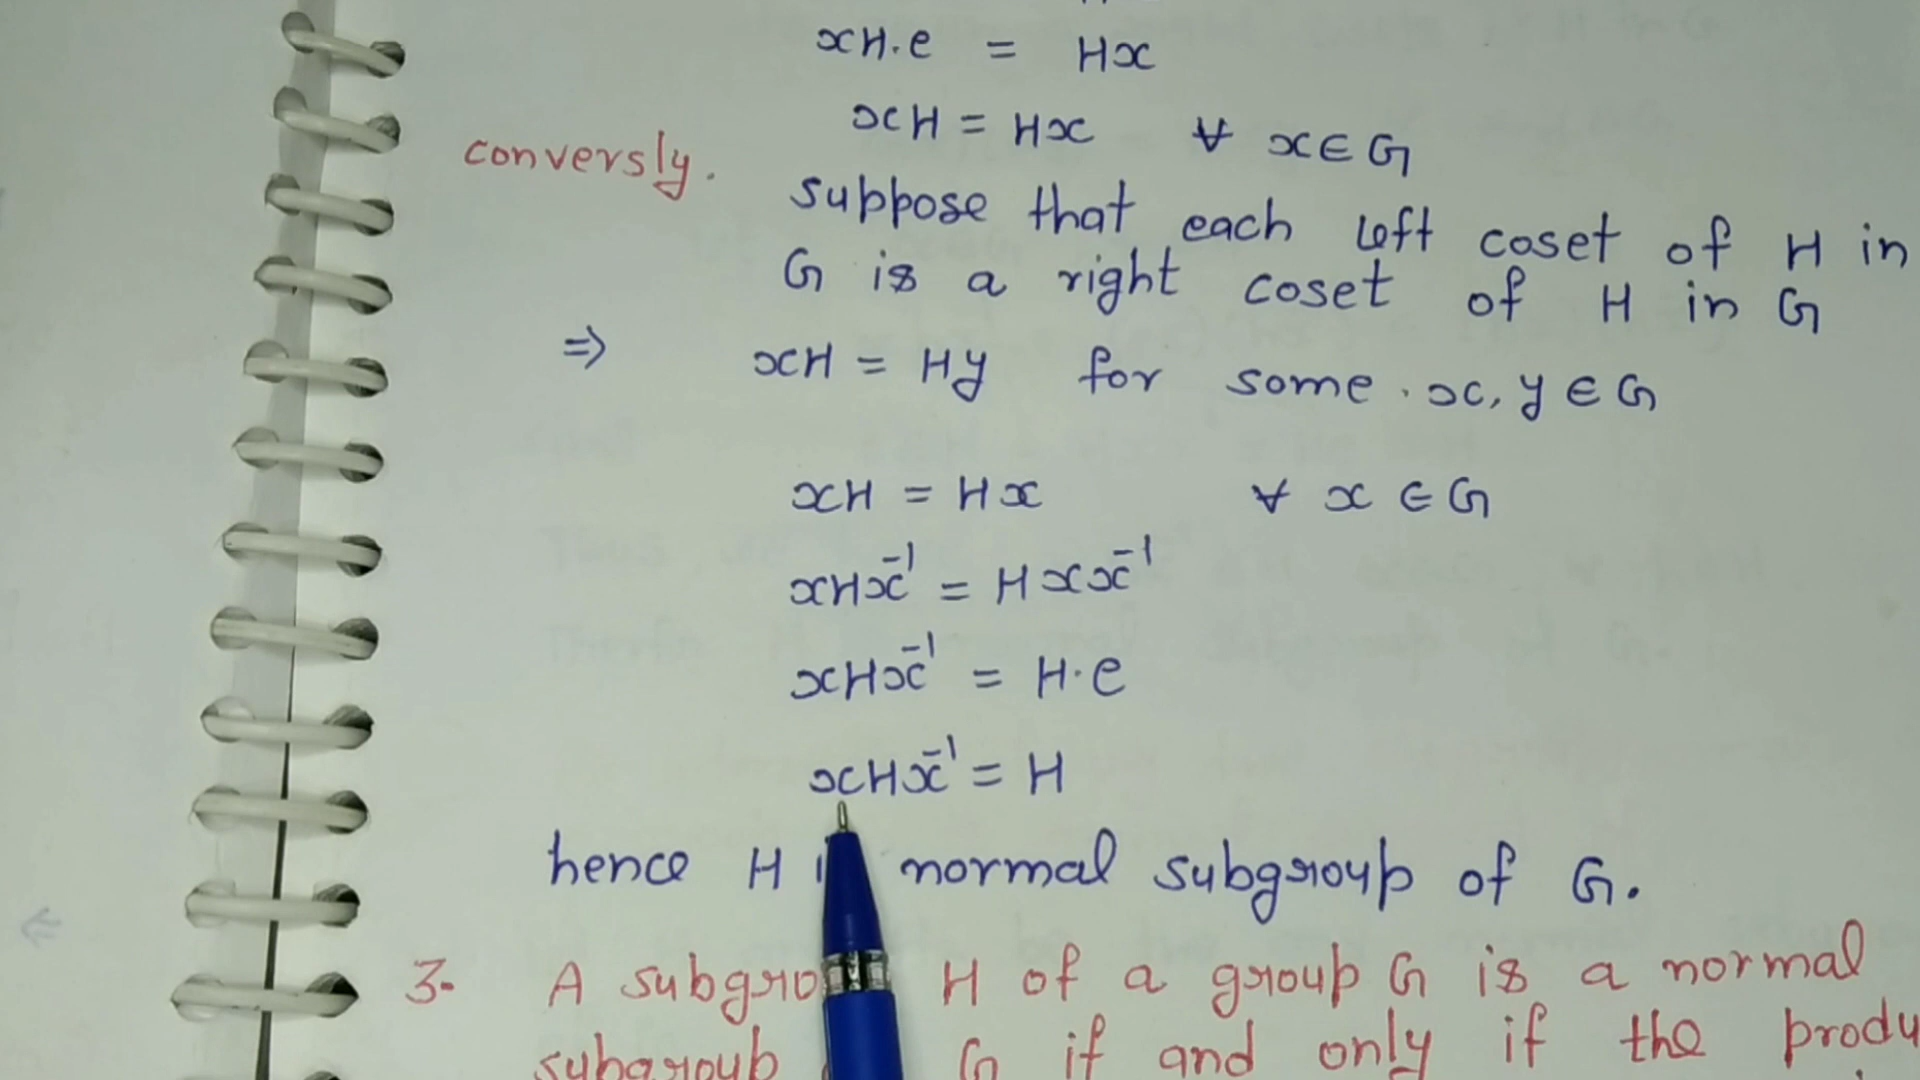 xH.e = Hx
xH = Hx ∀ x∈G
conversly.
suppose that each left coset of H in
G is a right coset of H in G
⇒ xH = Hy for some . x, y ∈ G
xH = Hx ∀ x ∈ G
xHx⁻¹ = Hxx⁻¹
xHx⁻¹ = H·e
xHx⁻¹ = H
hence H normal subgroup of G.
3- A H of a group G is a normal
subgroup G if and only if the